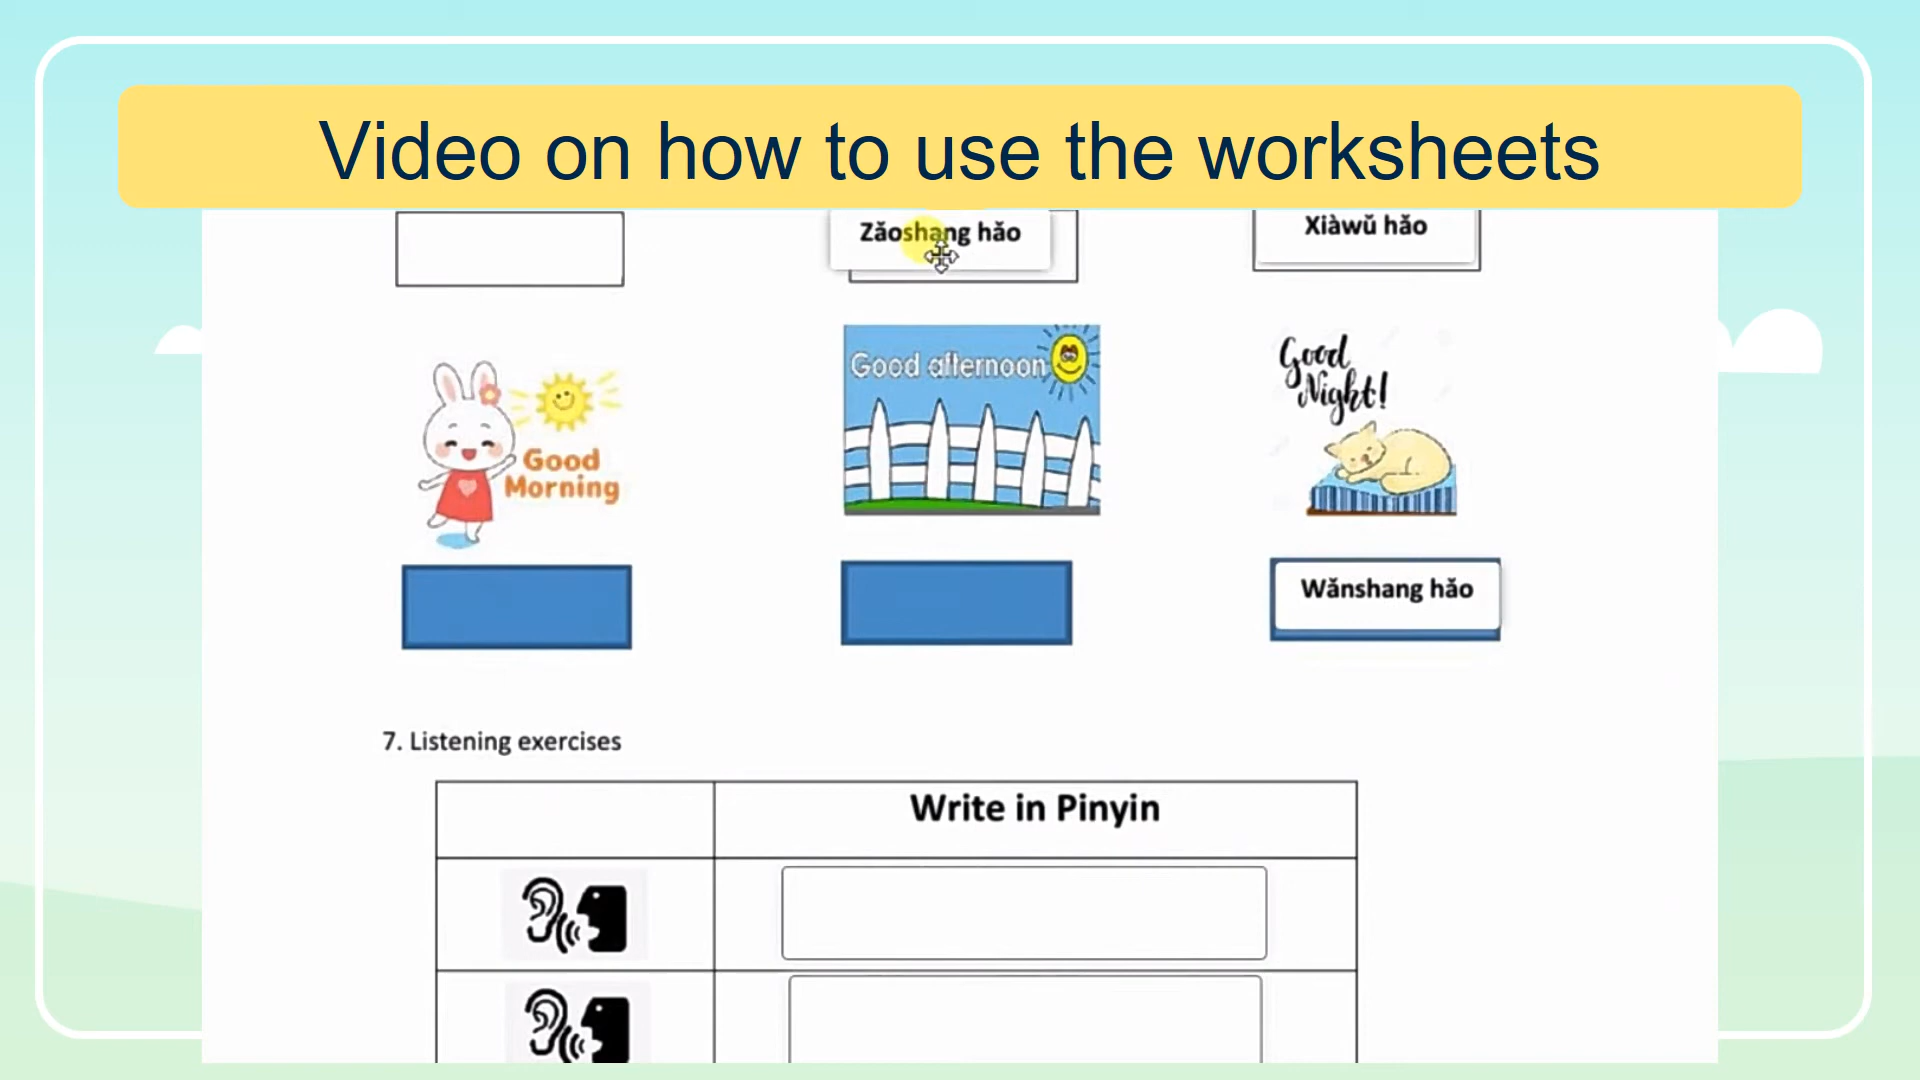 Video on how to use the worksheets
Zǎoshang hǎo
Xiàwǔ hǎo
Good
Morning
Good afternoon
Good
Night!
Wǎnshang hǎo
7. Listening exercises
Write in Pinyin